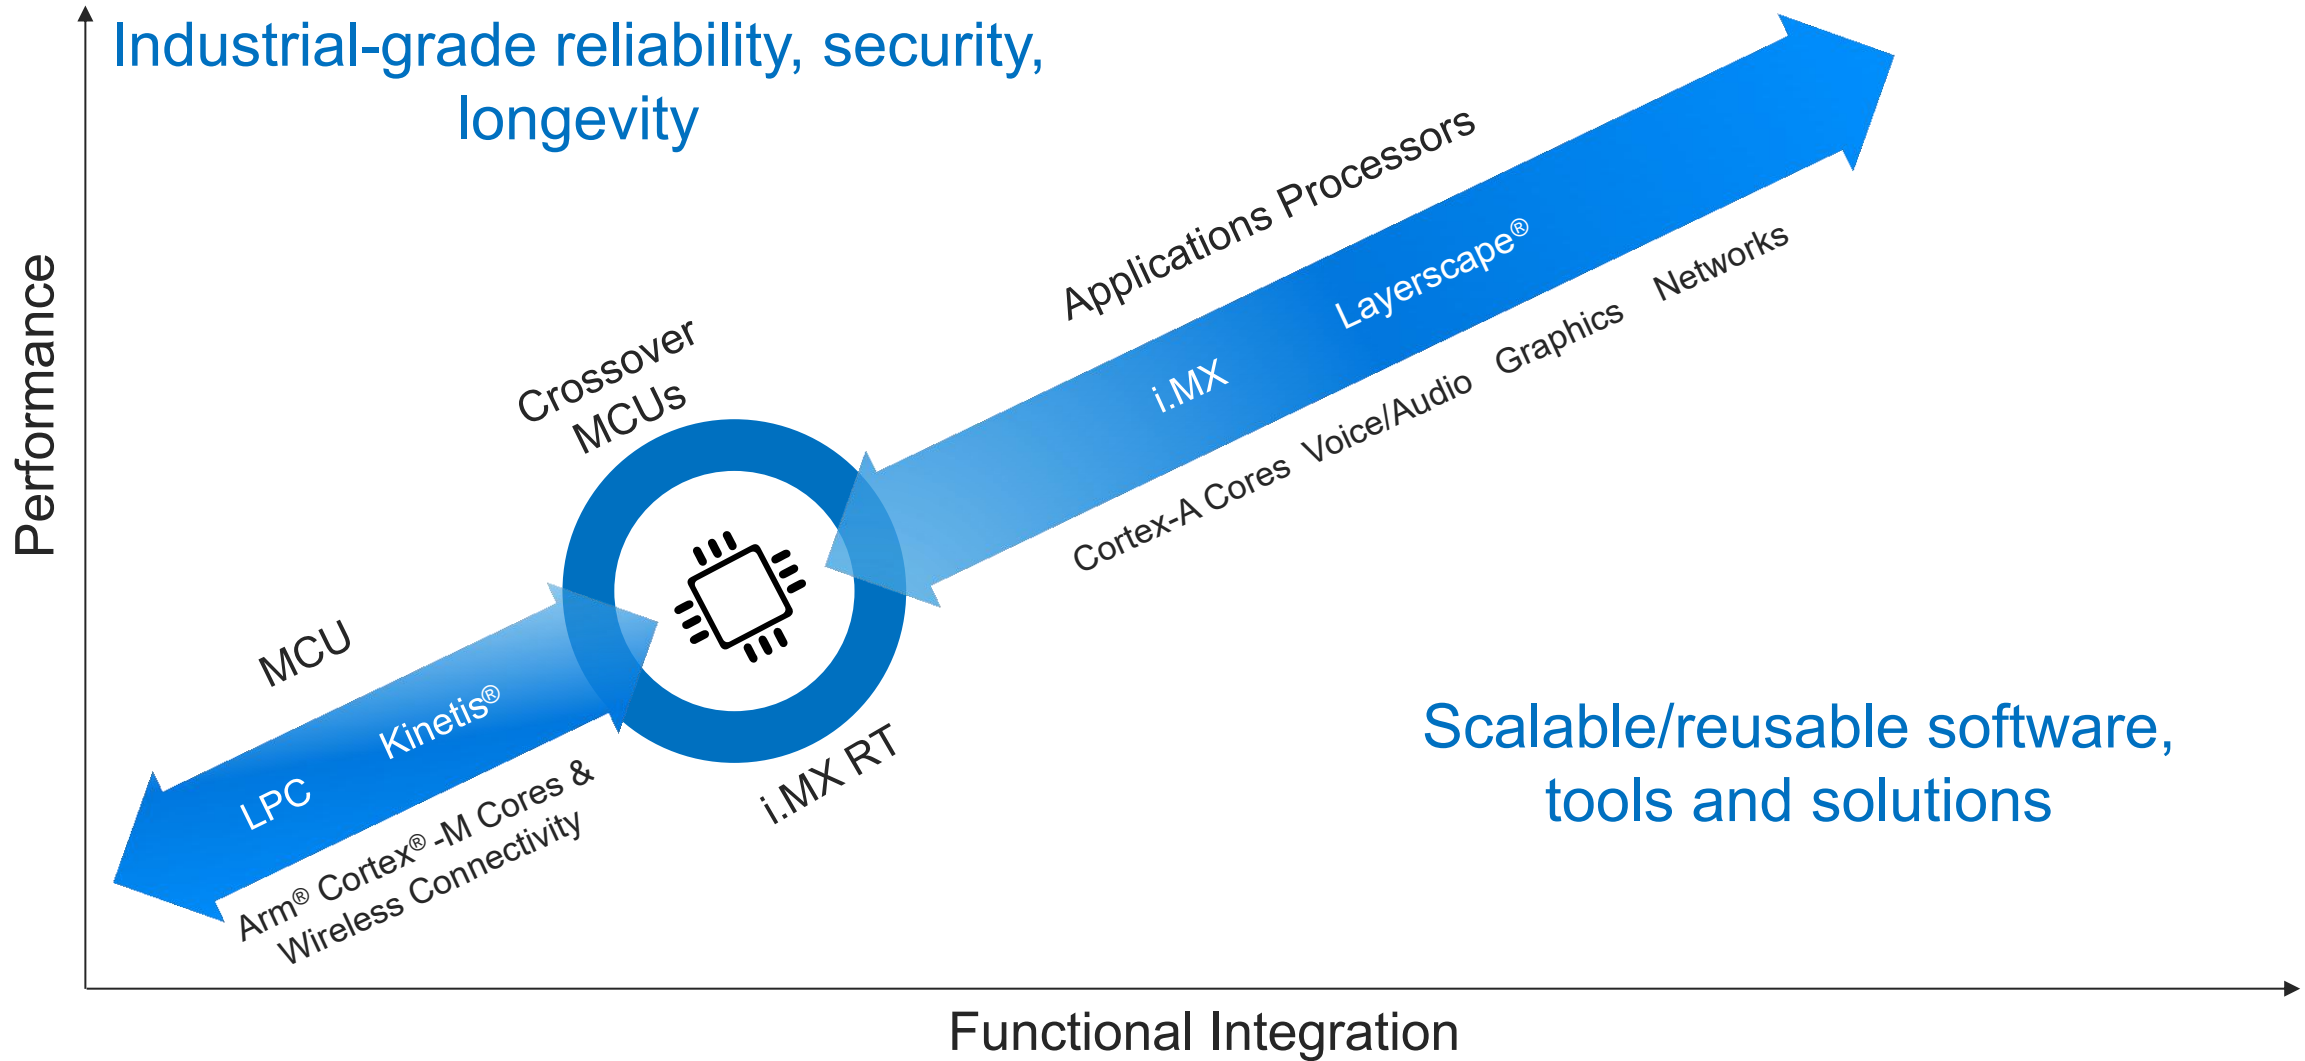 Industrial-grade reliability, security,
longevity
Performance
Applications Processors
Layerscape®
i.MX
Networks
Graphics
Voice/Audio
Cortex-A Cores
Crossover
MCUs
i.MX RT
MCU
Kinetis®
LPC
Arm® Cortex® -M Cores &
Wireless Connectivity
Scalable/reusable software,
tools and solutions
Functional Integration